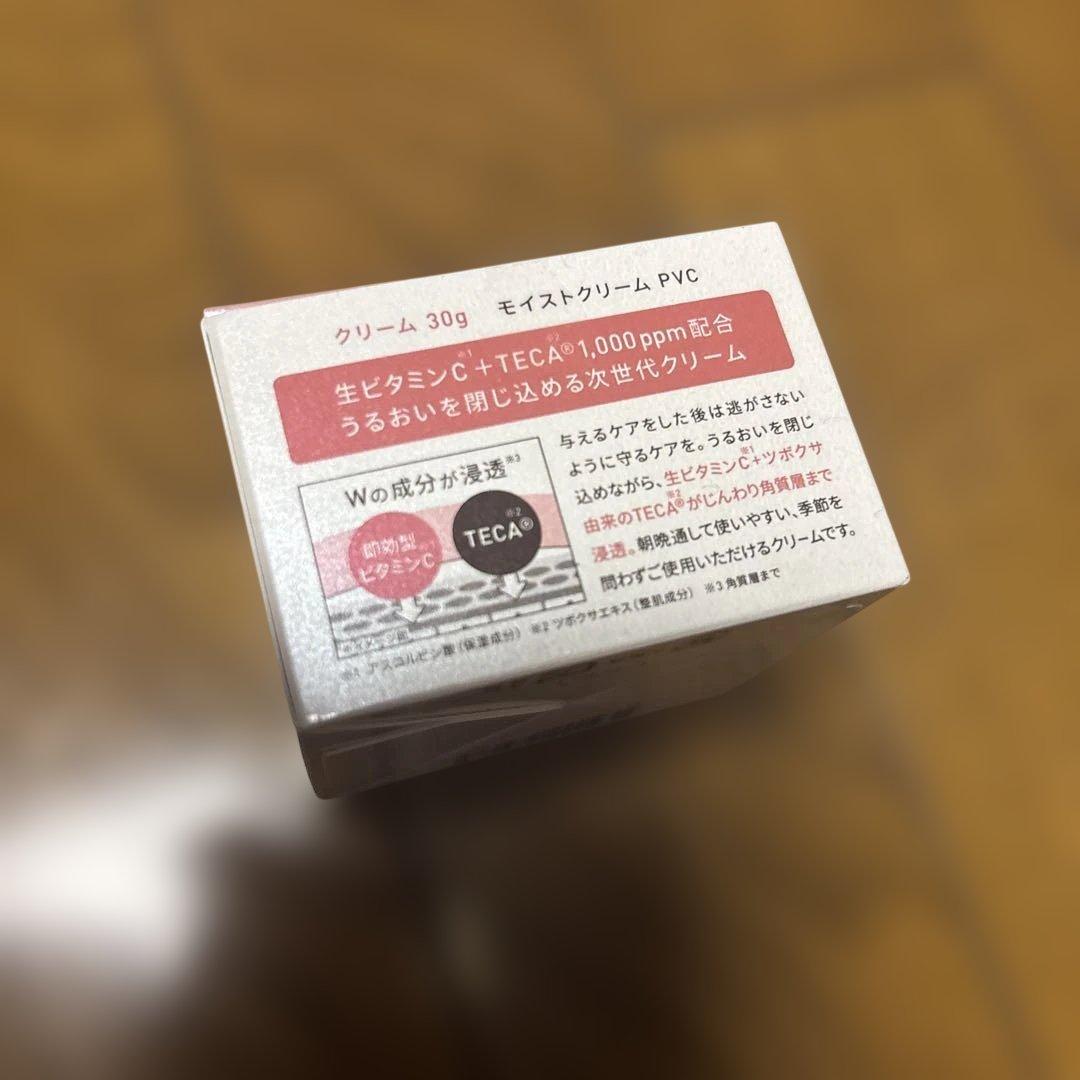 クリーム 30g モイストクリーム PVC
生ビタミンC※1+TECA®※2 1,000ppm配合
うるおいを閉じ込める次世代クリーム
Wの成分が浸透※3
即効型
ビタミンC※1
TECA®※2
※イメージ図
与えるケアをした後は逃がさない
ように守るケアを。うるおいを閉じ
込めながら、生ビタミンC※1+ツボクサ
由来のTECA®※2がじんわり角質層まで
浸透。朝晩通して使いやすい、季節を
問わずご使用いただけるクリームです。
※1 アスコルビン酸(保湿成分) ※2 ツボクサエキス(整肌成分) ※3 角質層まで